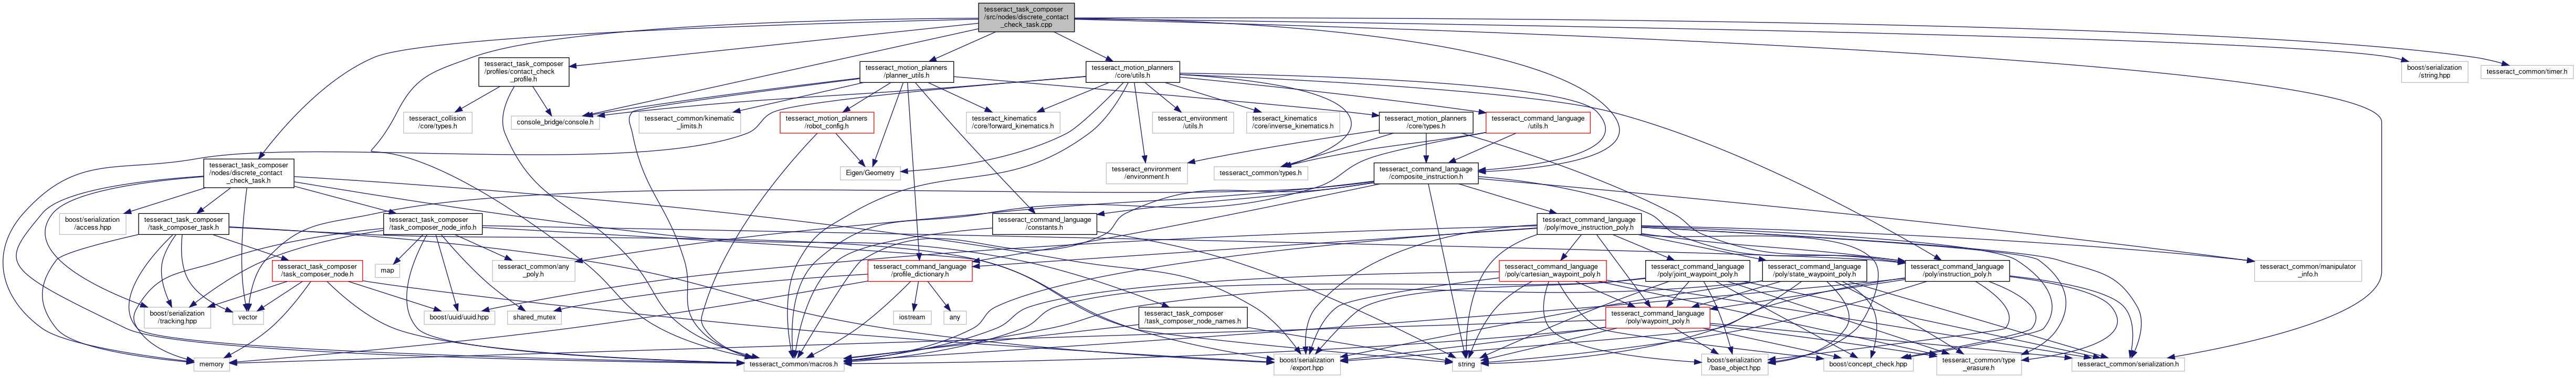 tesseract_task_composer
/src/nodes/discrete_contact
_check_task.cpp
tesseract_task_composer
/profiles/contact_check
_profile.h
tesseract_motion_planners
/planner_utils.h
tesseract_motion_planners
/core/utils.h
boost/serialization
/string.hpp
tesseract_common/timer.h
tesseract_collision
/core/types.h
console_bridge/console.h
tesseract_common/kinematic
_limits.h
tesseract_motion_planners
/robot_config.h
tesseract_kinematics
/core/forward_kinematics.h
tesseract_environment
/utils.h
tesseract_kinematics
/core/inverse_kinematics.h
tesseract_motion_planners
/core/types.h
tesseract_command_language
/utils.h
tesseract_task_composer
/nodes/discrete_contact
_check_task.h
Eigen/Geometry
tesseract_environment
/environment.h
tesseract_common/types.h
tesseract_command_language
/composite_instruction.h
boost/serialization
/access.hpp
tesseract_task_composer
/task_composer_task.h
tesseract_task_composer
/task_composer_node_info.h
tesseract_command_language
/constants.h
tesseract_command_language
/poly/move_instruction_poly.h
tesseract_task_composer
/task_composer_node.h
map
tesseract_common/any
_poly.h
tesseract_command_language
/profile_dictionary.h
tesseract_command_language
/poly/cartesian_waypoint_poly.h
tesseract_command_language
/poly/joint_waypoint_poly.h
tesseract_command_language
/poly/state_waypoint_poly.h
tesseract_command_language
/poly/instruction_poly.h
tesseract_common/manipulator
_info.h
boost/serialization
/tracking.hpp
vector
boost/uuid/uuid.hpp
shared_mutex
iostream
any
tesseract_task_composer
/task_composer_node_names.h
tesseract_command_language
/poly/waypoint_poly.h
memory
tesseract_common/macros.h
boost/serialization
/export.hpp
string
boost/serialization
/base_object.hpp
boost/concept_check.hpp
tesseract_common/type
_erasure.h
tesseract_common/serialization.h